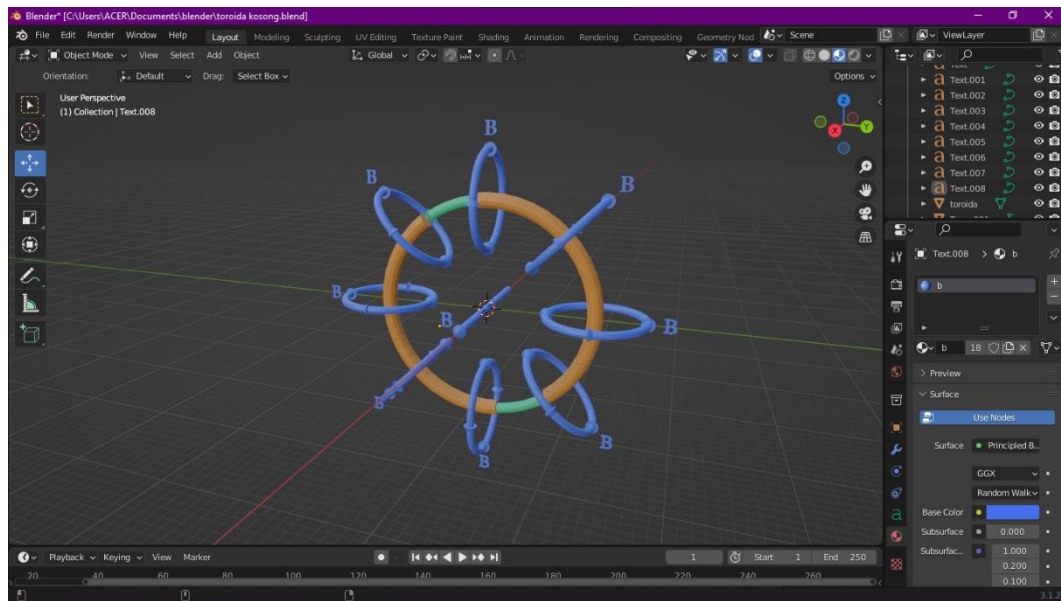 Blender* [C:\Users\ACER\Documents\blender\toroida kosong.blend]
File Edit Render Window Help Layout Modeling Sculpting UV Editing Texture Paint Shading Animation Rendering Compositing Geometry Nod Scene ViewLayer
Object Mode View Select Add Object Global
Orientation: Default Drag: Select Box Options
User Perspective
(1) Collection | Text.008
Z
Y
X
B
B
B
B
B
B
B
B
B
Text.001
Text.002
Text.003
Text.004
Text.005
Text.006
Text.007
Text.008
toroida
Text.008 > b
b
b 18
Preview
Surface
Use Nodes
Surface Principled B..
GGX
Random Walk
Base Color
Subsurface 0.000
Subsurfac... 1.000
0.200
0.100
Playback Keying View Marker 1 Start 1 End 250
20 40 60 80 100 120 140 160 180 200 220 240 260
3.1.2